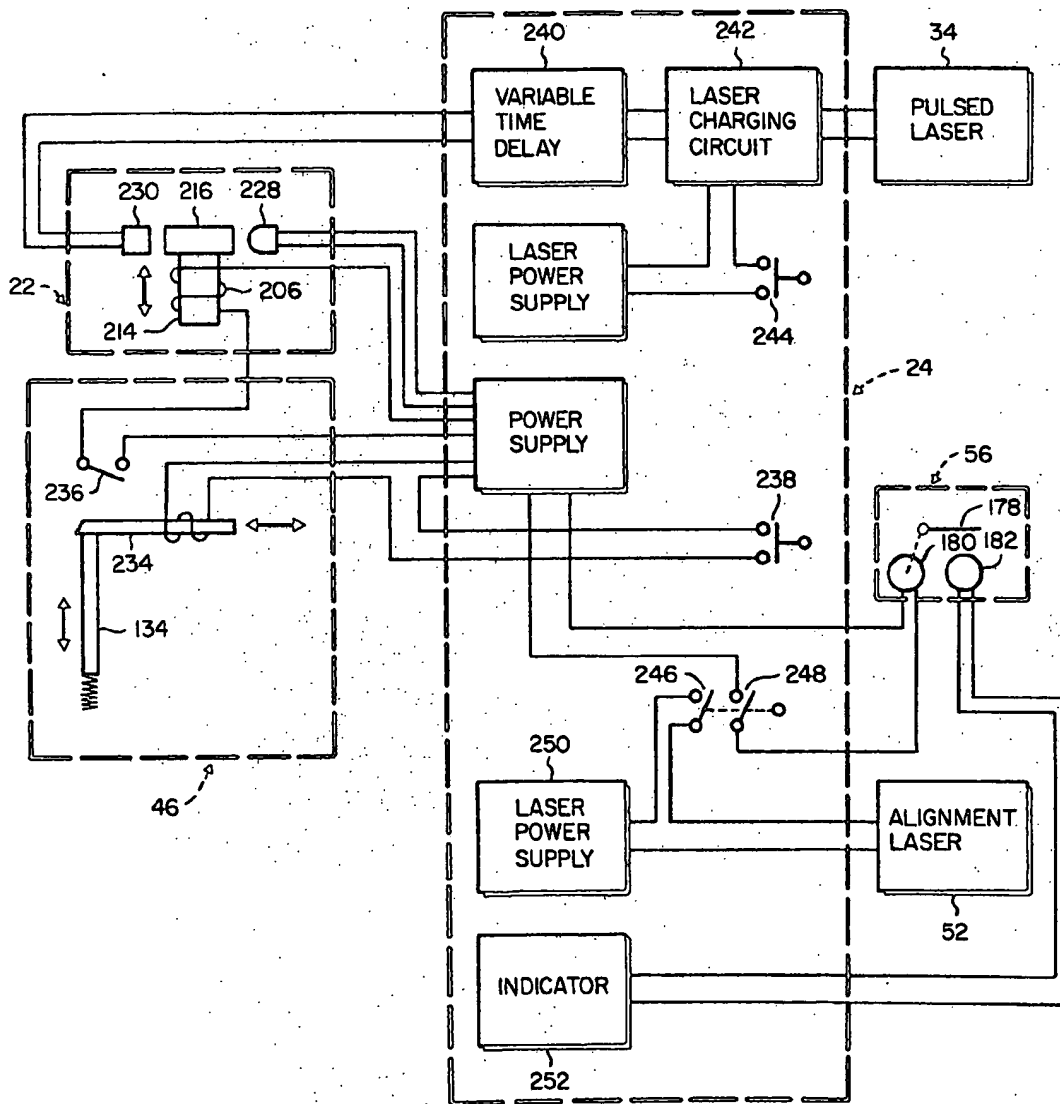 240
242
34
VARIABLE
TIME
DELAY
LASER
CHARGING
CIRCUIT
PULSED
LASER
230
216
228
22
206
214
LASER
POWER
SUPPLY
244
24
POWER
SUPPLY
236
234
134
46
238
56
178
180
182
246
248
250
LASER
POWER
SUPPLY
ALIGNMENT
LASER
52
INDICATOR
252